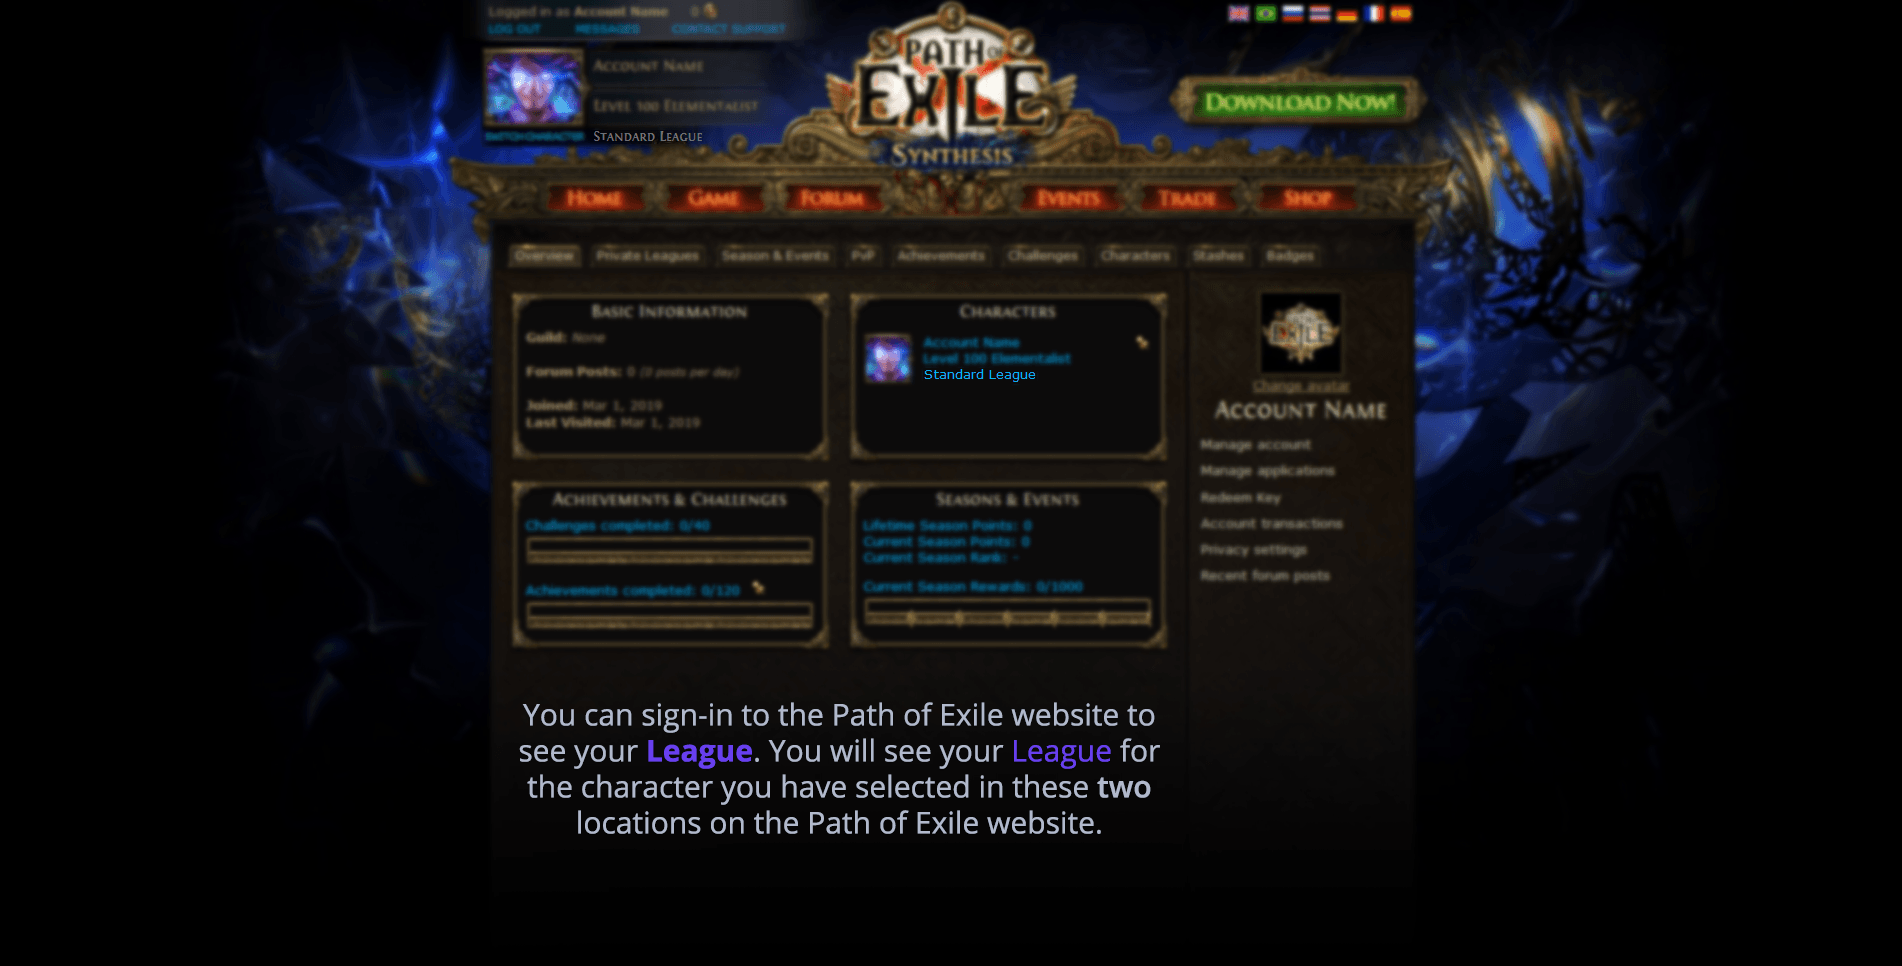 Logged in as Account Name 0
LOG OUT MESSAGES CONTACT SUPPORT
ACCOUNT NAME
LEVEL 100 ELEMENTALIST
SWITCH CHARACTER
STANDARD LEAGUE
PATH OF
EXILE
SYNTHESIS
DOWNLOAD NOW!
HOME GAME FORUM EVENTS TRADE SHOP
Overview Private Leagues Season & Events PvP Achievements Challenges Characters Stashes Badges
BASIC INFORMATION
Guild: None
Forum Posts: 0 (0 posts per day)
Joined: Mar 1, 2019
Last Visited: Mar 1, 2019
CHARACTERS
Account Name
Level 100 Elementalist
Standard League
ACHIEVEMENTS & CHALLENGES
Challenges completed: 0/40
Achievements completed: 0/120
SEASONS & EVENTS
Lifetime Season Points: 0
Current Season Points: 0
Current Season Rank: -
Current Season Rewards: 0/1000
EXILE
Change avatar
ACCOUNT NAME
Manage account
Manage applications
Redeem Key
Account transactions
Privacy settings
Recent forum posts
You can sign-in to the Path of Exile website to
see your League. You will see your League for
the character you have selected in these two
locations on the Path of Exile website.